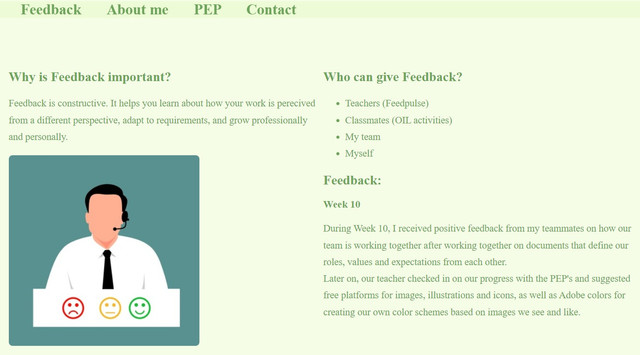 Feedback About me PEP Contact
Why is Feedback important?
Feedback is constructive. It helps you learn about how your work is perceived
from a different perspective, adapt to requirements, and grow professionally
and personally.
Who can give Feedback?
Teachers (Feedpulse)
Classmates (OIL activities)
My team
Myself
Feedback:
Week 10
During Week 10, I received positive feedback from my teammates on how our
team is working together after working together on documents that define our
roles, values and expectations from each other.
Later on, our teacher checked in on our progress with the PEP's and suggested
free platforms for images, illustrations and icons, as well as Adobe colors for
creating our own color schemes based on images we see and like.